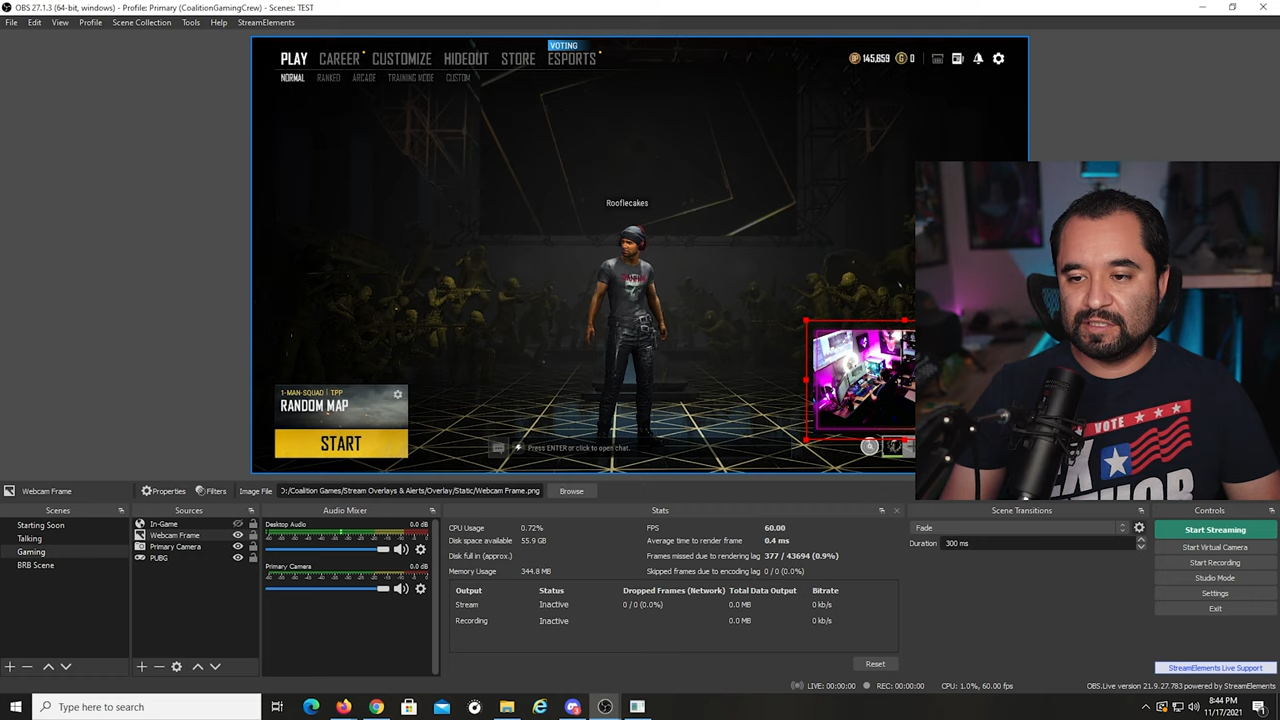 OBS 27.1.3 (64-bit, windows) - Profile: Primary (CoalitionGamingCrew) - Scenes: TEST
File Edit View Profile Scene Collection Tools Help StreamElements
VOTING
PLAY CAREER CUSTOMIZE HIDEOUT STORE ESPORTS
145,659 G 0
NORMAL RANKED ARCADE TRAINING MODE CUSTOM
Rooflecakes
1-MAN-SQUAD | TPP
RANDOM MAP
START
Press ENTER or click to open chat.
VOTE
Webcam Frame Properties Filters Image File D:/Coalition Games/Stream Overlays & Alerts/Overlay/Static/Webcam Frame.png Browse
Scenes
Starting Soon
Talking
Gaming
BRB Scene
Sources
In-Game
Webcam Frame
Primary Camera
PUBG
Audio Mixer
Desktop Audio 0.0 dB
Primary Camera 0.0 dB
Stats
CPU Usage 0.72%
Disk space available 55.9 GB
Disk full in (approx.)
Memory Usage 344.8 MB
FPS 60.00
Average time to render frame 0.4 ms
Frames missed due to rendering lag 377 / 43694 (0.9%)
Skipped frames due to encoding lag 0 / 0 (0.0%)
Output Status Dropped Frames (Network) Total Data Output Bitrate
Stream Inactive 0 / 0 (0.0%) 0.0 MB 0 kb/s
Recording Inactive 0.0 MB 0 kb/s
Reset
Scene Transitions
Fade
Duration 300 ms
Controls
Start Streaming
Start Virtual Camera
Start Recording
Studio Mode
Settings
Exit
StreamElements Live Support
LIVE: 00:00:00 REC: 00:00:00 CPU: 1.0%, 60.00 fps OBS.Live version 21.9.27.783 powered by StreamElements
Type here to search
8:44 PM
11/17/2021